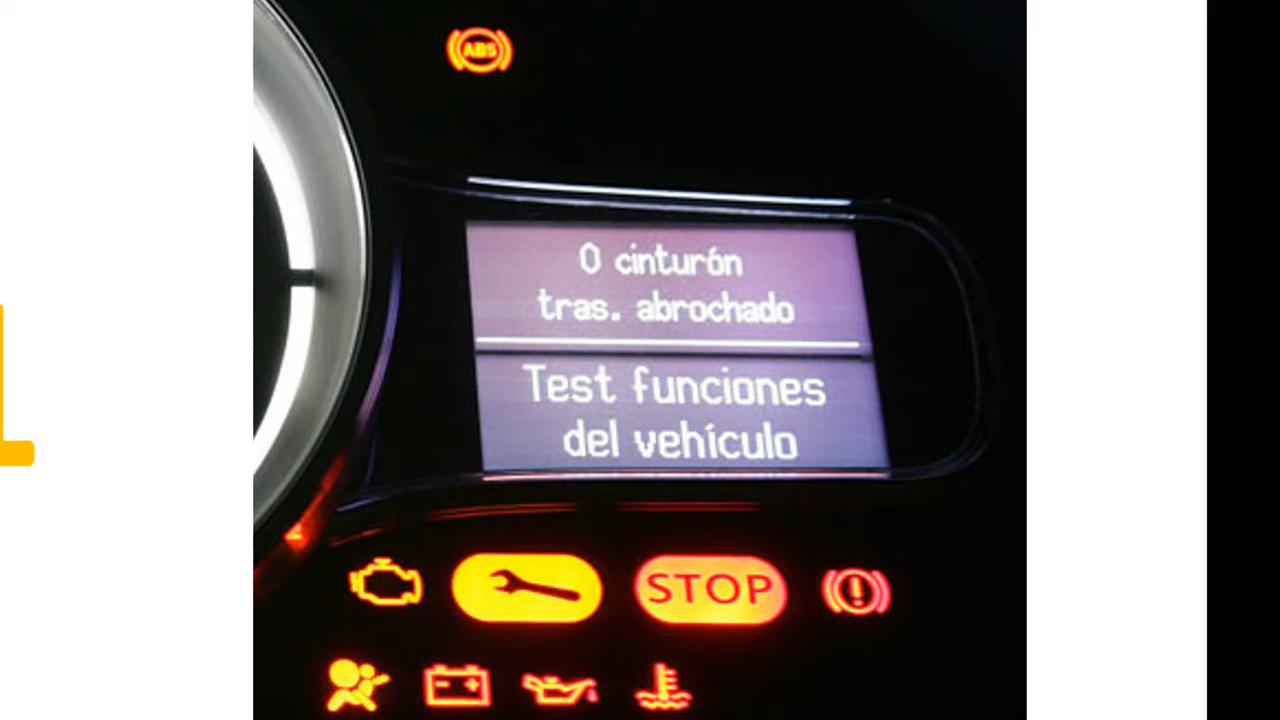 ABS
0 cinturón
tras. abrochado
Test funciones
del vehículo
STOP